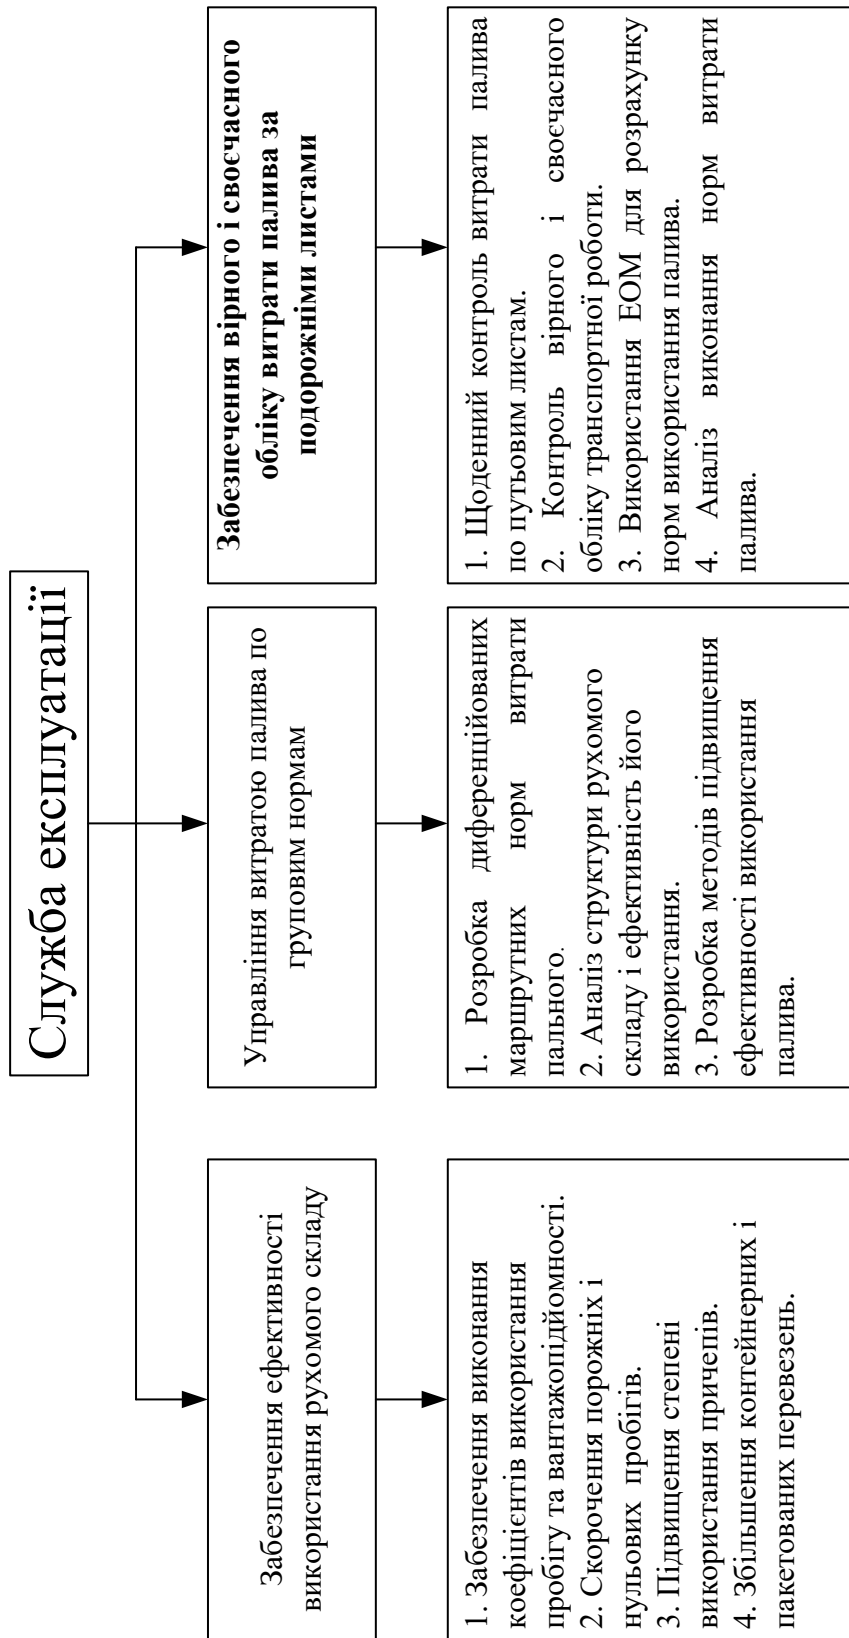 Служба експлуатації
Забезпечення ефективності
використання рухомого складу
Управління витратою палива по
груповим нормам
Забезпечення вірного і своєчасного
обліку витрати палива за
подорожніми листами
1. Забезпечення виконання
коефіцієнтів використання
пробігу та вантажопідйомності.
2. Скорочення порожніх і
нульових пробігів.
3. Підвищення степені
використання причепів.
4. Збільшення контейнерних і
пакетованих перевезень.
1. Розробка диференційованих
маршрутних норм витрати
пального.
2. Аналіз структури рухомого
складу і ефективність його
використання.
3. Розробка методів підвищення
ефективності використання
палива.
1. Щоденний контроль витрати палива
по путьовим листам.
2. Контроль вірного і своєчасного
обліку транспортної роботи.
3. Використання ЕОМ для розрахунку
норм використання палива.
4. Аналіз виконання норм витрати
палива.